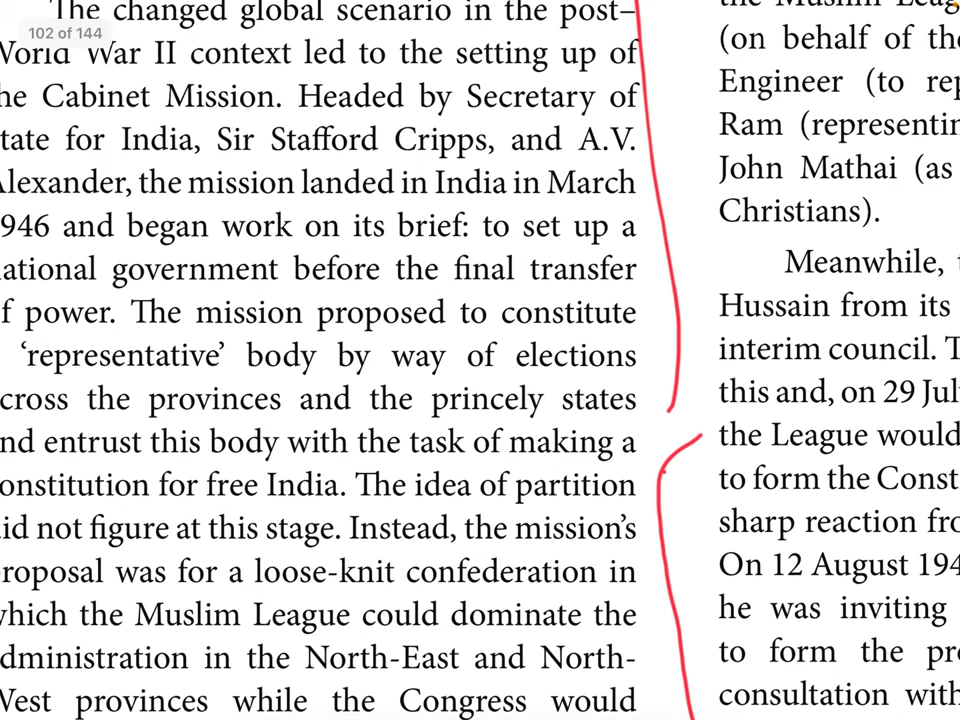 The changed global scenario in the post–
102 of 144
World War II context led to the setting up of
he Cabinet Mission. Headed by Secretary of
tate for India, Sir Stafford Cripps, and A.V.
Alexander, the mission landed in India in March
946 and began work on its brief: to set up a
ational government before the final transfer
f power. The mission proposed to constitute
‘representative’ body by way of elections
cross the provinces and the princely states
nd entrust this body with the task of making a
onstitution for free India. The idea of partition
id not figure at this stage. Instead, the mission’s
roposal was for a loose-knit confederation in
which the Muslim League could dominate the
dministration in the North-East and North-
West provinces while the Congress would
the Muslim Leag
(on behalf of the
Engineer (to rep
Ram (representin
John Mathai (as
Christians).
Meanwhile, t
Hussain from its
interim council. T
this and, on 29 Jul
the League would
to form the Const
sharp reaction fro
On 12 August 194
he was inviting
to form the pro
consultation with